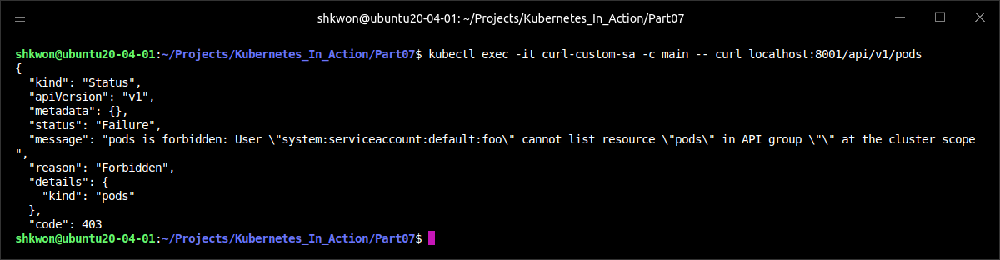 shkwon@ubuntu20-04-01: ~/Projects/Kubernetes_In_Action/Part07
shkwon@ubuntu20-04-01:~/Projects/Kubernetes_In_Action/Part07$ kubectl exec -it curl-custom-sa -c main -- curl localhost:8001/api/v1/pods
{
  "kind": "Status",
  "apiVersion": "v1",
  "metadata": {},
  "status": "Failure",
  "message": "pods is forbidden: User \"system:serviceaccount:default:foo\" cannot list resource \"pods\" in API group \"\" at the cluster scope
",
  "reason": "Forbidden",
  "details": {
    "kind": "pods"
  },
  "code": 403
shkwon@ubuntu20-04-01:~/Projects/Kubernetes_In_Action/Part07$